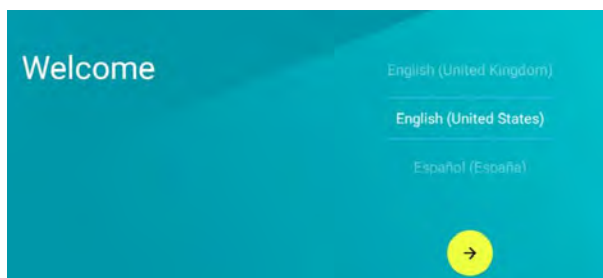 Welcome
English (United Kingdom)
English (United States)
Español (España)